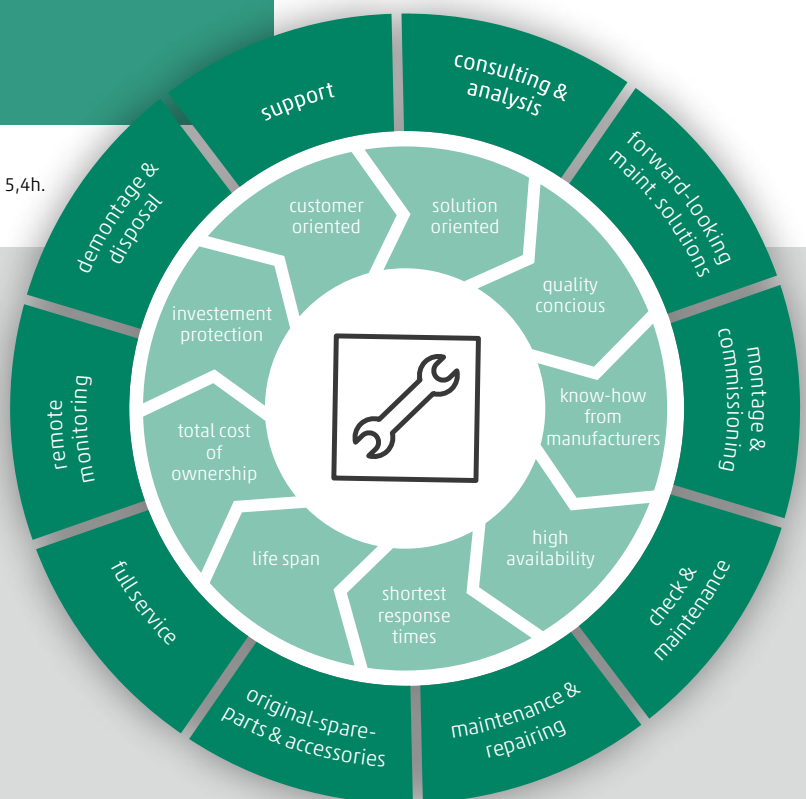 5,4h.
support
consulting &
analysis
forward-looking
maint. solutions
montage &
commissioning
check &
maintenance
maintenance &
repairing
original-spare-
parts & accessories
full service
remote
monitoring
demontage &
disposal
customer
oriented
solution
oriented
quality
concious
know-how
from
manufacturers
high
availability
shortest
response
times
life span
total cost
of
ownership
investement
protection